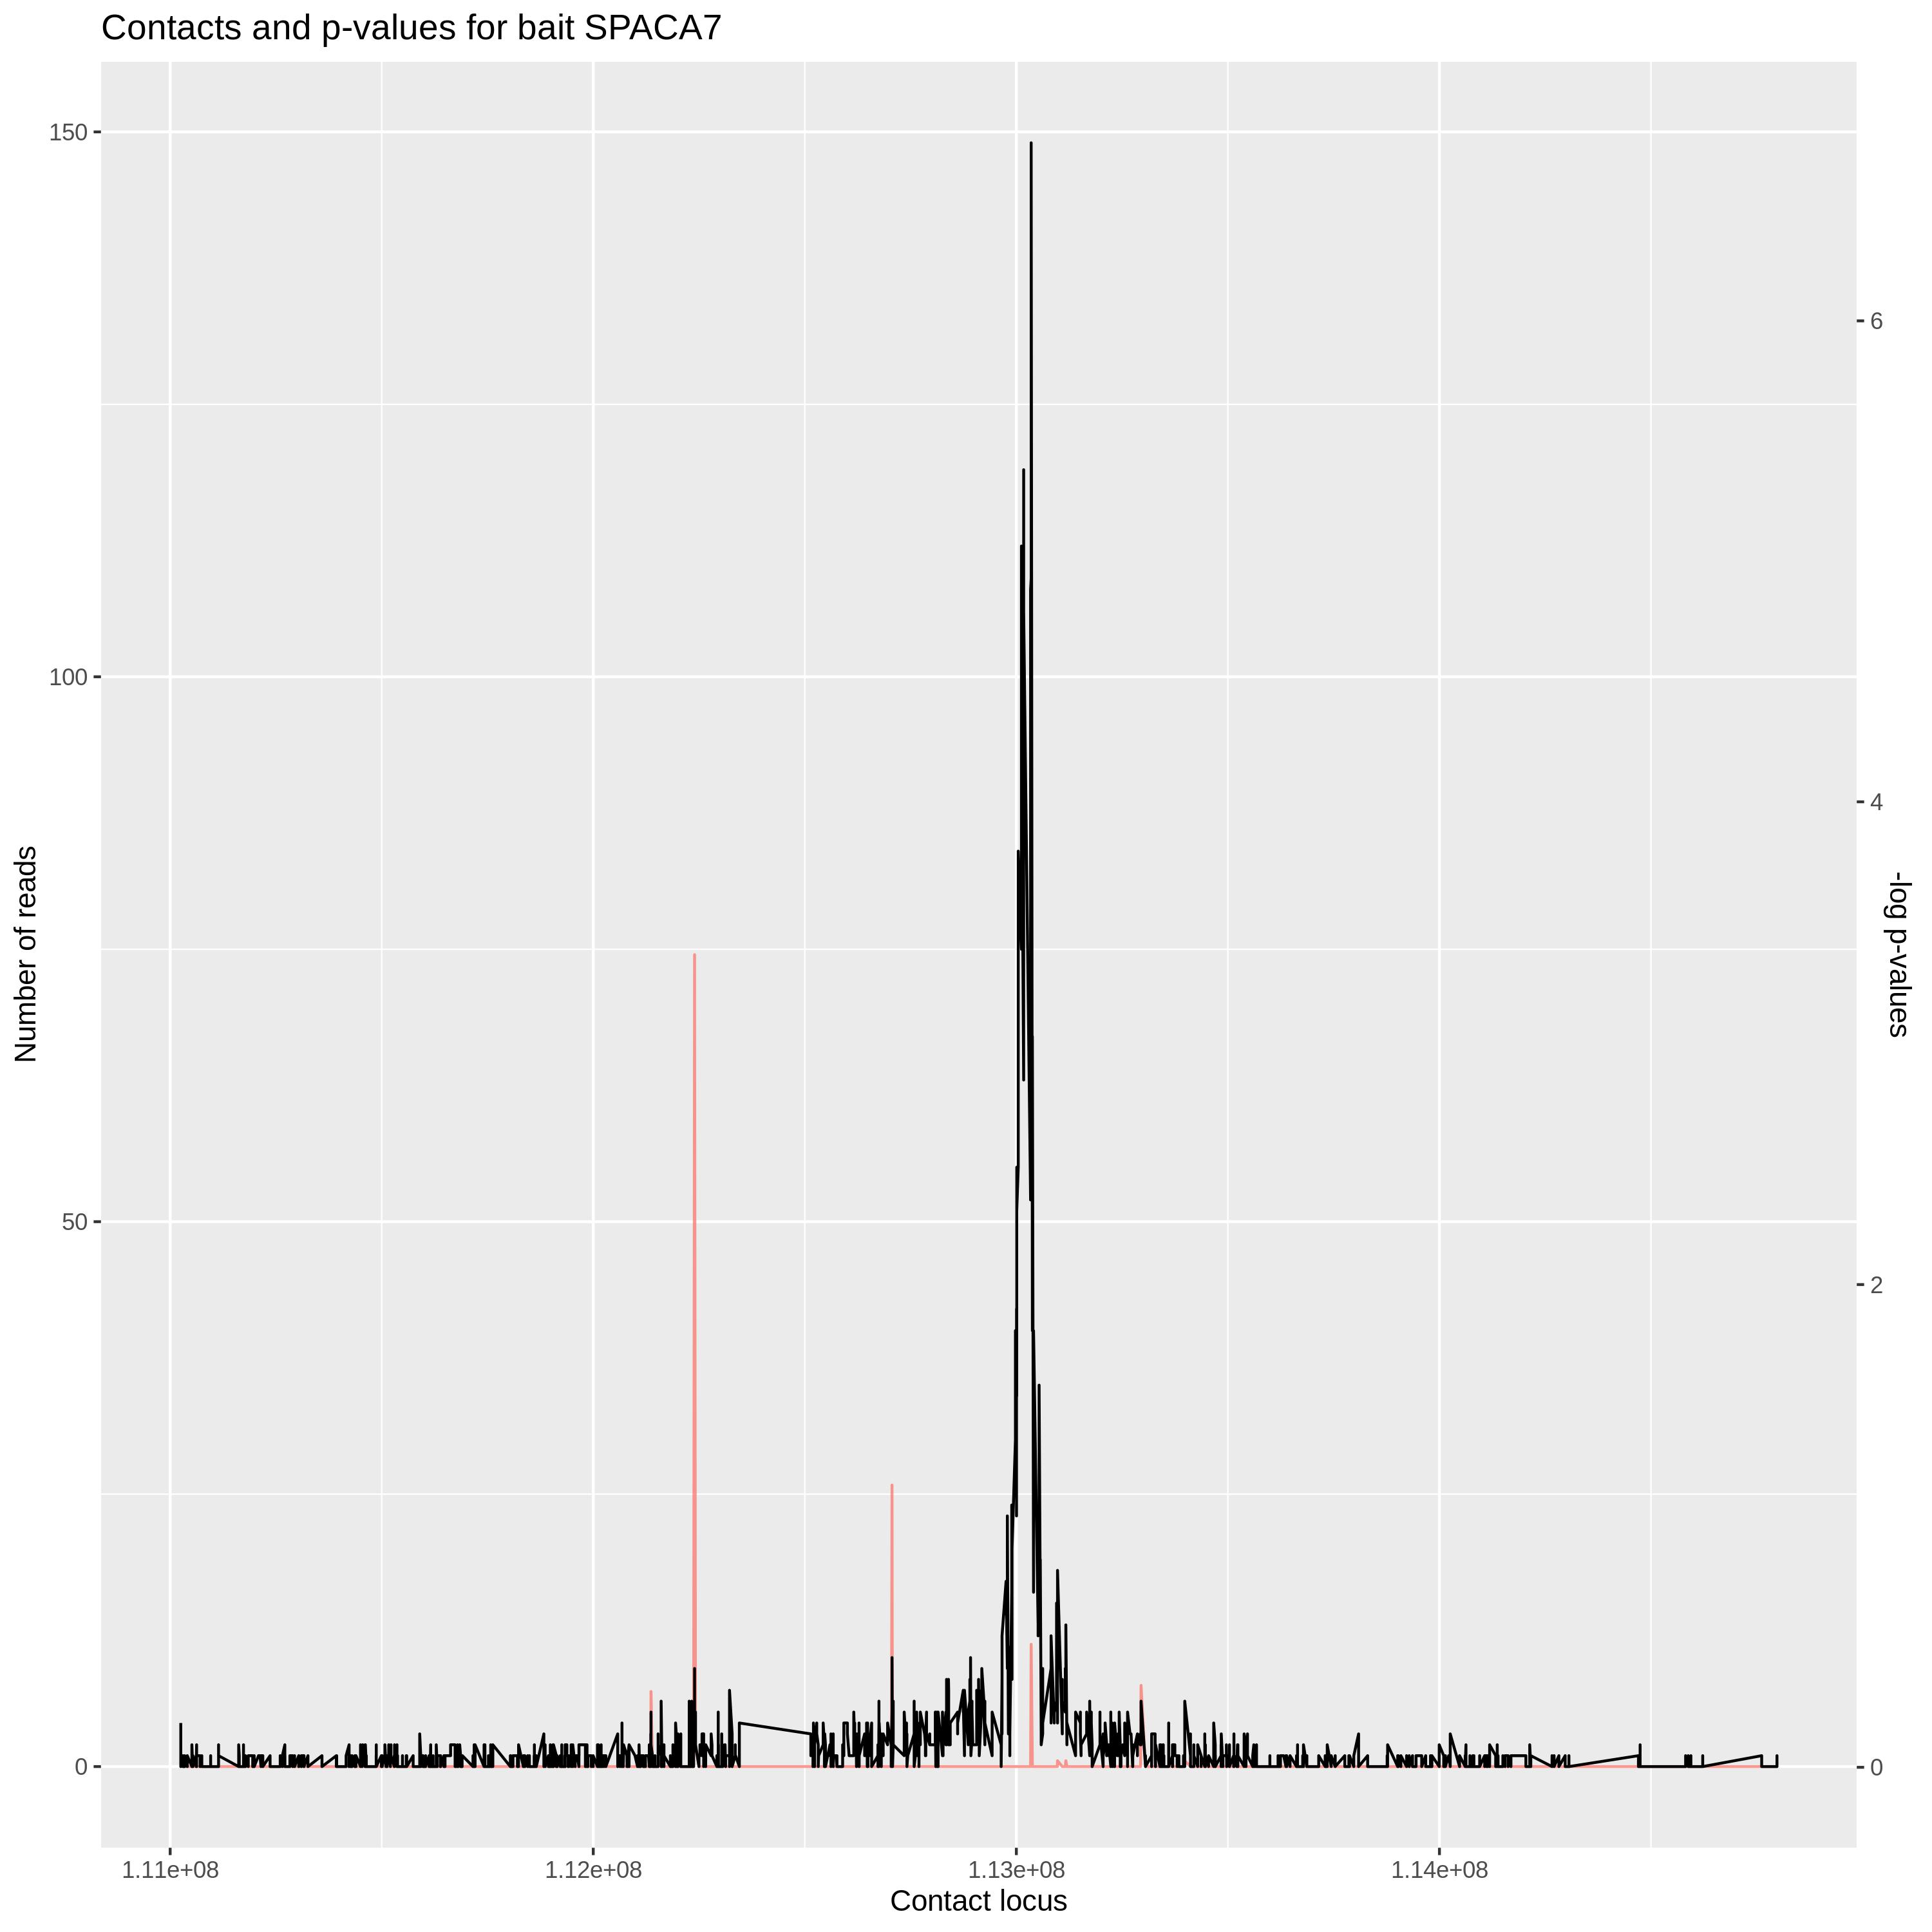 Contacts and p-values for bait SPACA7
150
100
50
0
Number of reads
6
4
2
0
-log p-values
1.11e+08 1.12e+08 1.13e+08 1.14e+08
Contact locus